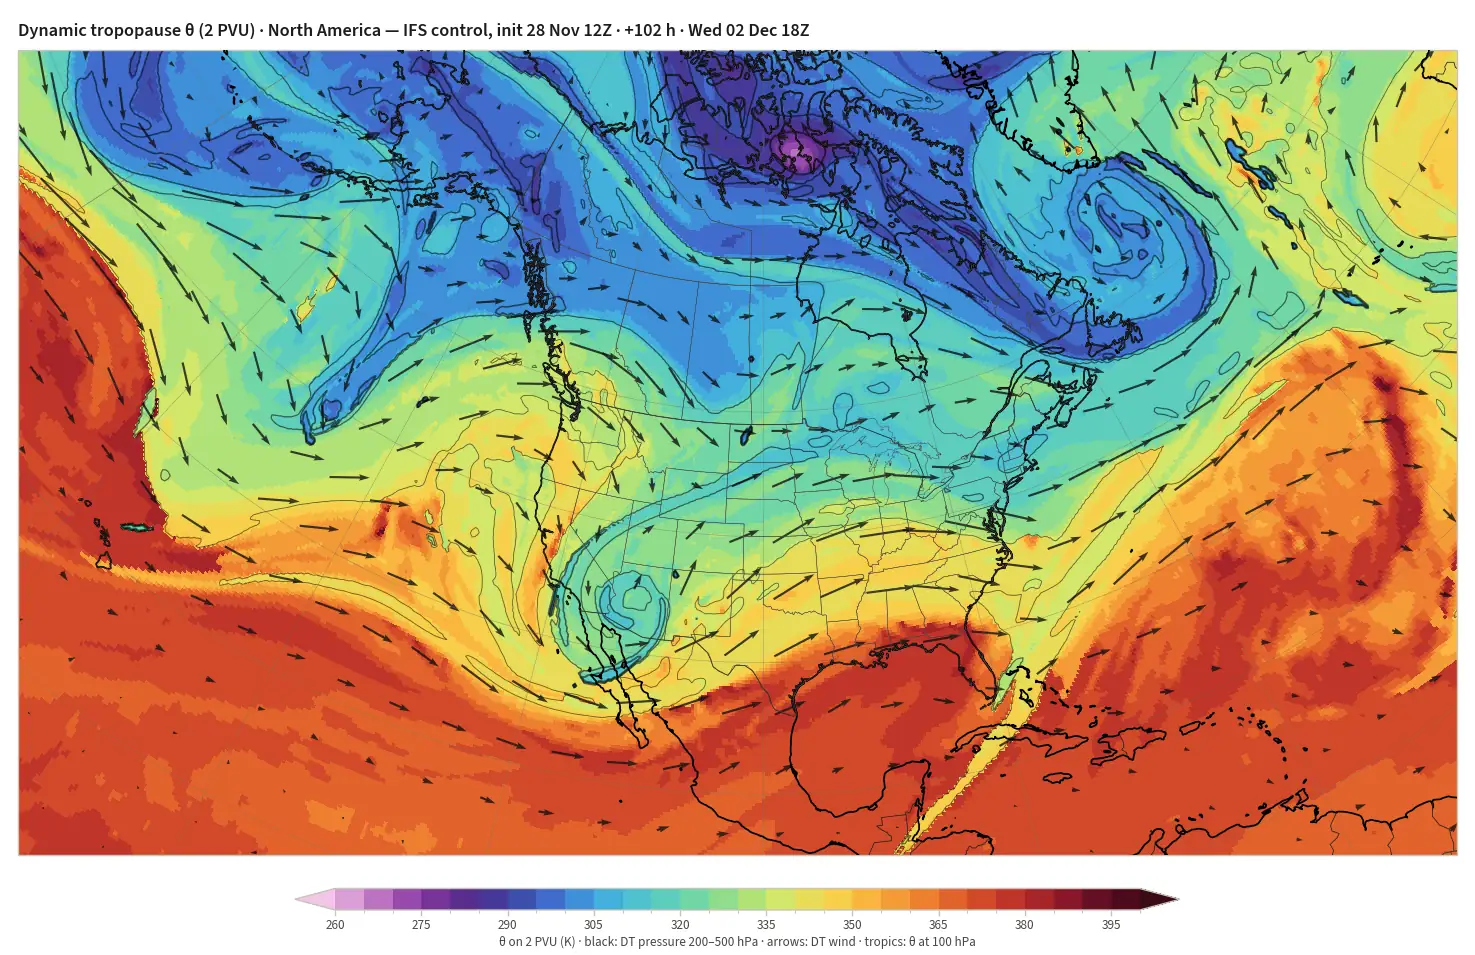 Dynamic tropopause θ (2 PVU) · North America — IFS control, init 28 Nov 12Z · +102 h · Wed 02 Dec 18Z
260 275 290 305 320 335 350 365 380 395
θ on 2 PVU (K) · black: DT pressure 200–500 hPa · arrows: DT wind · tropics: θ at 100 hPa